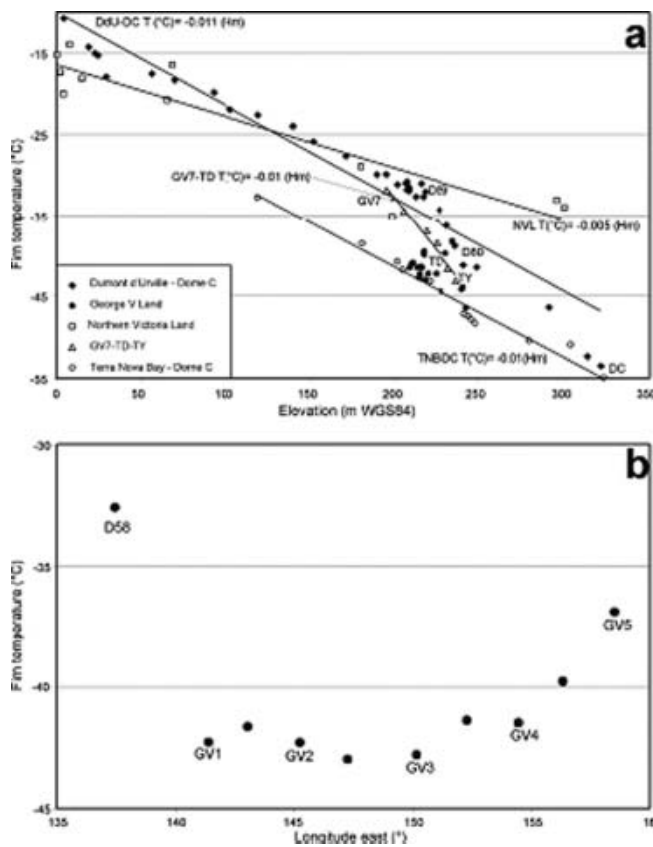 DdU-DC T (°C)= -0.011 (Hm)
a
-15
-25
-35
-45
-55
Firn temperature (°C)
GV7-TD T(°C)= -0.01 (Hm)
GV7
D59
NVL T(°C)= -0.005 (Hm)
D60
TD
TY
TNBDC T(°C)= -0.01(Hm)
DC
Dumont d'Urville - Dome C
George V Land
Northern Victoria Land
GV7-TD-TY
Terra Nova Bay - Dome C
0 50 100 150 200 250 300 350
Elevation (m WGS84)
b
-30
-35
-40
-45
Firn temperature (°C)
D58
GV5
GV1
GV2
GV3
GV4
135 140 145 150 155 16
Longitude east (°)